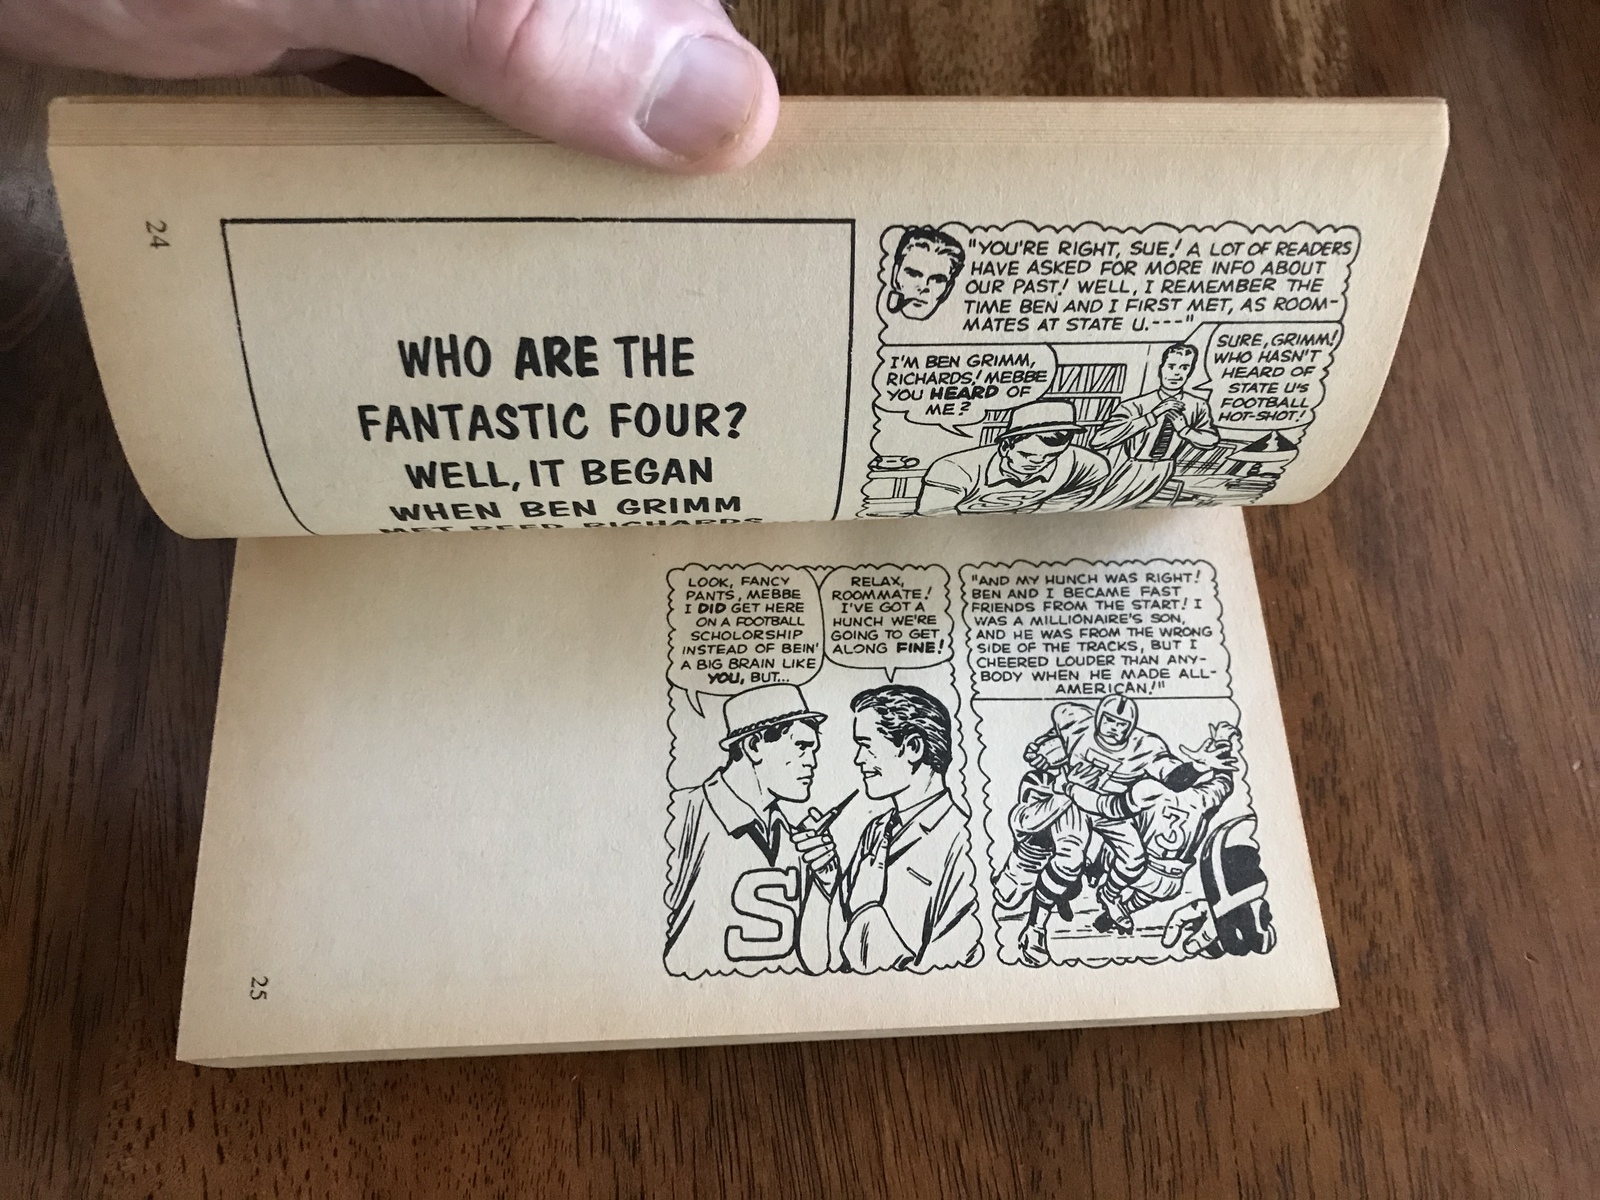 24
WHO ARE THE
FANTASTIC FOUR?
WELL, IT BEGAN
WHEN BEN GRIMM
MET REED RICHARDS
"YOU'RE RIGHT, SUE! A LOT OF READERS
HAVE ASKED FOR MORE INFO ABOUT
OUR PAST! WELL, I REMEMBER THE
TIME BEN AND I FIRST MET, AS ROOM-
MATES AT STATE U.---"
I'M BEN GRIMM,
RICHARDS! MEBBE
YOU HEARD OF
ME?
SURE, GRIMM!
WHO HASN'T
HEARD OF
STATE U'S
FOOTBALL
HOT-SHOT!
S
LOOK, FANCY
PANTS, MEBBE
I DID GET HERE
ON A FOOTBALL
SCHOLORSHIP
INSTEAD OF BEIN'
A BIG BRAIN LIKE
YOU, BUT...
RELAX,
ROOMMATE!
I'VE GOT A
HUNCH WE'RE
GOING TO GET
ALONG FINE!
S
"AND MY HUNCH WAS RIGHT!
BEN AND I BECAME FAST
FRIENDS FROM THE START! I
WAS A MILLIONAIRE'S SON,
AND HE WAS FROM THE WRONG
SIDE OF THE TRACKS, BUT I
CHEERED LOUDER THAN ANY-
BODY WHEN HE MADE ALL-
AMERICAN!"
3
25